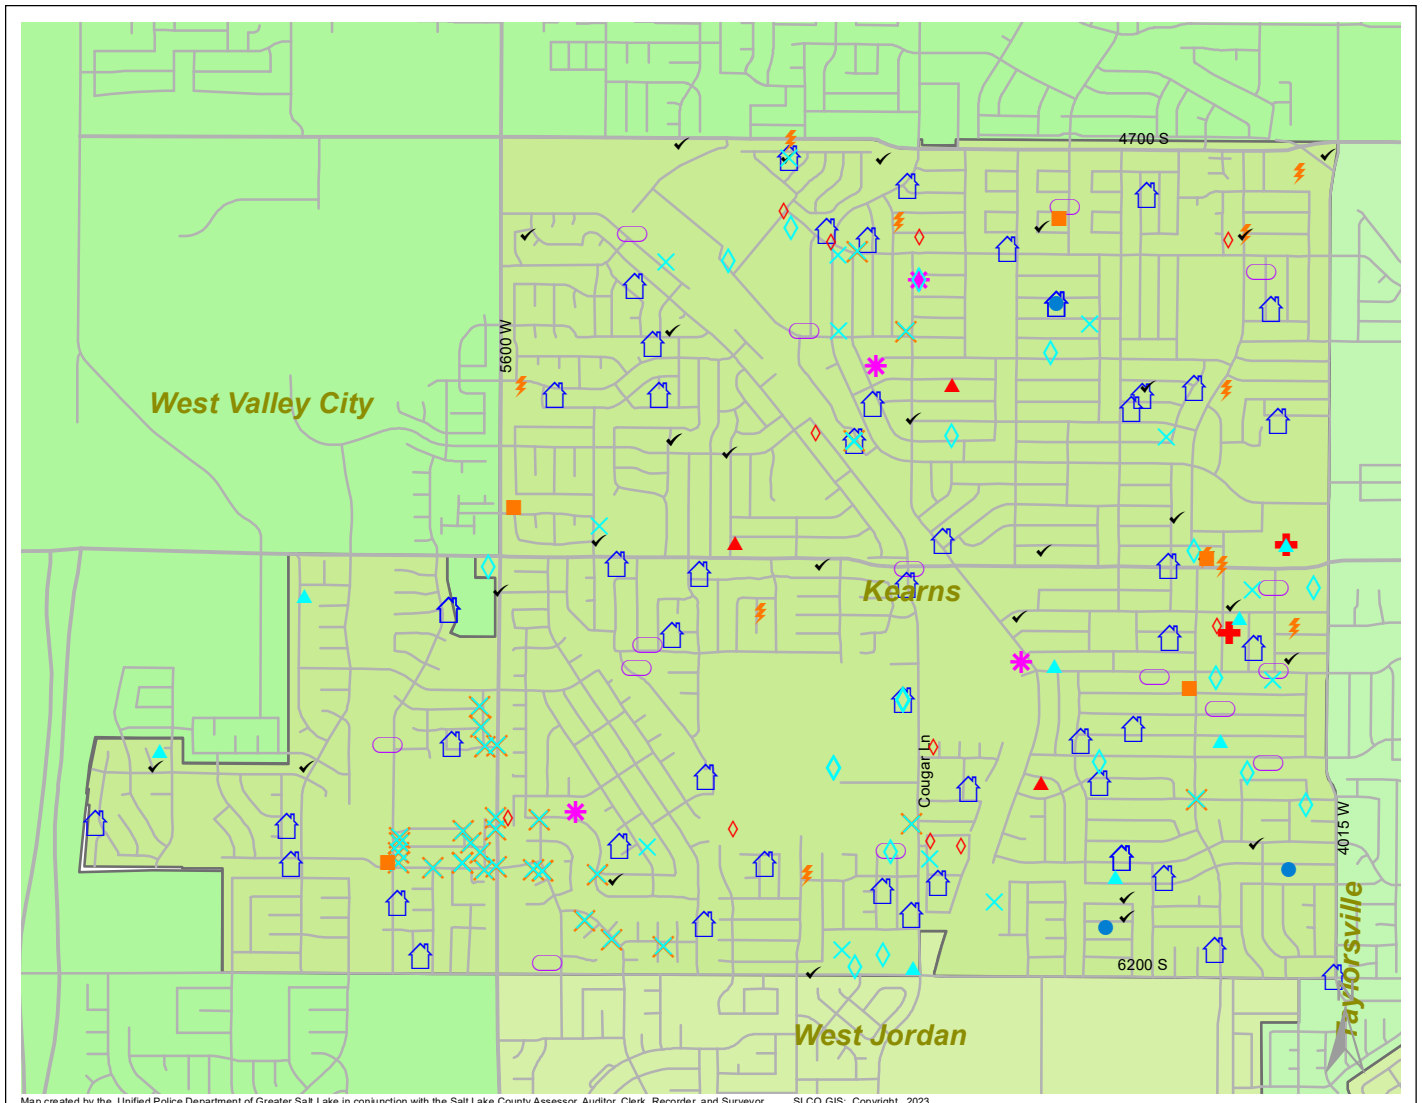 4700 S
5600 W
West Valley City
Kearns
Cougar Ln
4015 W
Taylorsville
6200 S
West Jordan
Map created by the Unified Police Department of Greater Salt Lake in conjunction with the Salt Lake County Assessor, Auditor, Clerk, Recorder, and Surveyor SLCO GIS: Copyright 2023